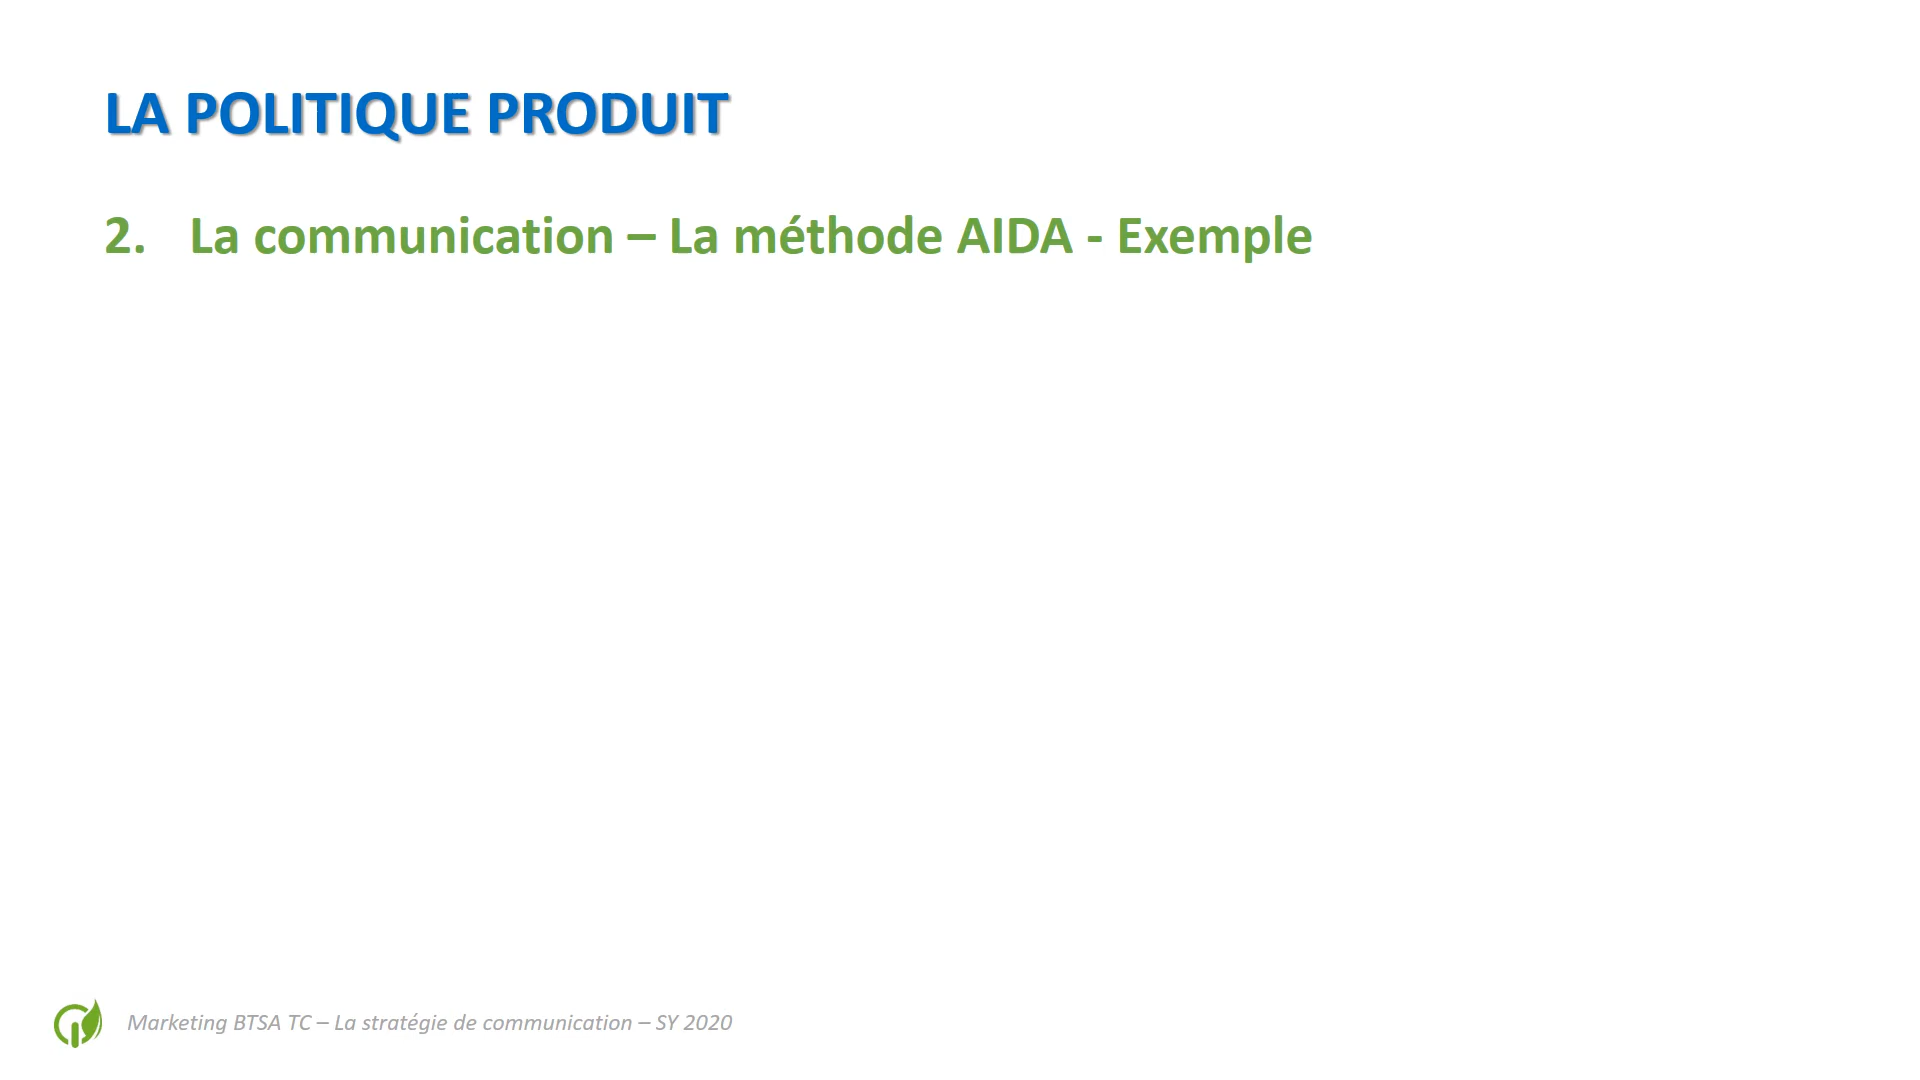 LA POLITIQUE PRODUIT
2. La communication – La méthode AIDA - Exemple
Marketing BTSA TC – La stratégie de communication – SY 2020